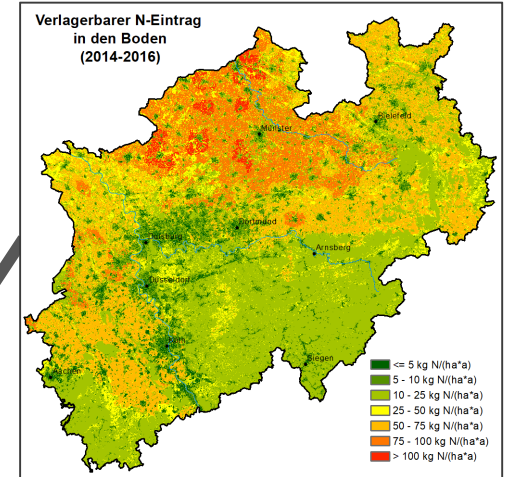 Verlagerbarer N-Eintrag
in den Boden
(2014-2016)
Bielefeld
Münster
Dortmund
Duisburg
Arnsberg
Düsseldorf
Köln
Siegen
Aachen
<= 5 kg N/(ha*a)
5 - 10 kg N/(ha*a)
10 - 25 kg N/(ha*a)
25 - 50 kg N/(ha*a)
50 - 75 kg N/(ha*a)
75 - 100 kg N/(ha*a)
> 100 kg N/(ha*a)